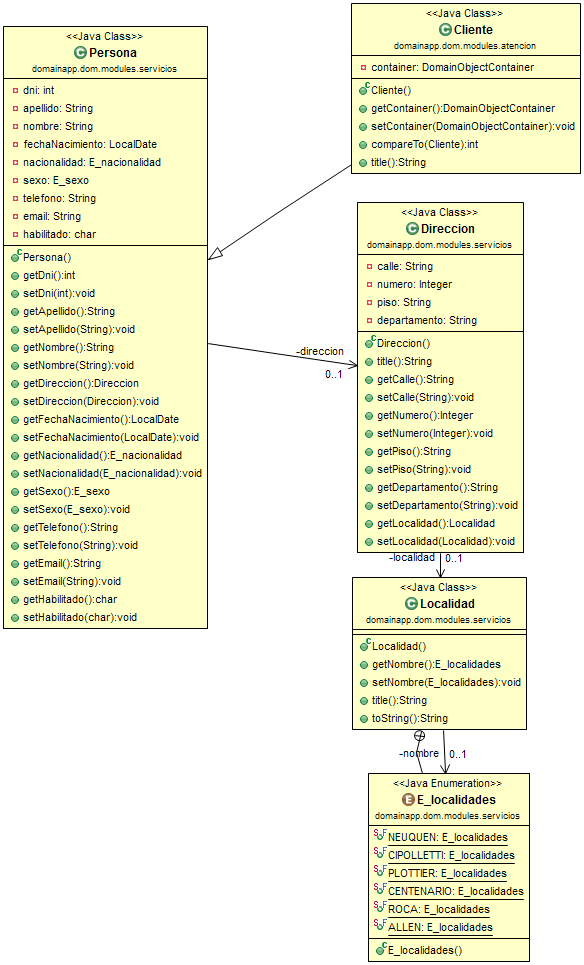 <<Java Class>>
Persona
domainapp.dom.modules.servicios
dni: int
apellido: String
nombre: String
fechaNacimiento: LocalDate
nacionalidad: E_nacionalidad
sexo: E_sexo
telefono: String
email: String
habilitado: char
Persona()
getDni():int
setDni(int):void
getApellido():String
setApellido(String):void
getNombre():String
setNombre(String):void
getDireccion():Direccion
setDireccion(Direccion):void
getFechaNacimiento():LocalDate
setFechaNacimiento(LocalDate):void
getNacionalidad():E_nacionalidad
setNacionalidad(E_nacionalidad):void
getSexo():E_sexo
setSexo(E_sexo):void
getTelefono():String
setTelefono(String):void
getEmail():String
setEmail(String):void
getHabilitado():char
setHabilitado(char):void
<<Java Class>>
Cliente
domainapp.dom.modules.atencion
container: DomainObjectContainer
Cliente()
getContainer():DomainObjectContainer
setContainer(DomainObjectContainer):void
compareTo(Cliente):int
title():String
-direccion
0..1
<<Java Class>>
Direccion
domainapp.dom.modules.servicios
calle: String
numero: Integer
piso: String
departamento: String
Direccion()
title():String
getCalle():String
setCalle(String):void
getNumero():Integer
setNumero(Integer):void
getPiso():String
setPiso(String):void
getDepartamento():String
setDepartamento(String):void
getLocalidad():Localidad
setLocalidad(Localidad):void
-localidad 0..1
<<Java Class>>
Localidad
domainapp.dom.modules.servicios
Localidad()
getNombre():E_localidades
setNombre(E_localidades):void
title():String
toString():String
-nombre 0..1
<<Java Enumeration>>
E_localidades
domainapp.dom.modules.servicios
NEUQUEN: E_localidades
CIPOLLETTI: E_localidades
PLOTTIER: E_localidades
CENTENARIO: E_localidades
ROCA: E_localidades
ALLEN: E_localidades
E_localidades()